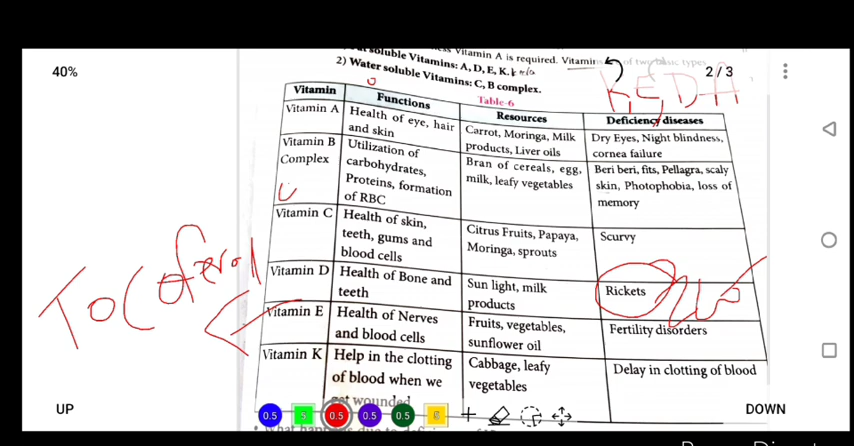 40%
2 / 3
Vitamin A is required. Vitamins of two basic types
soluble Vitamins: A, D, E, K.
2) Water soluble Vitamins: C, B complex.
K, E, D A
Table-6
Vitamin Functions Resources Deficiency diseases
Vitamin A Health of eye, hair and skin Carrot, Moringa, Milk products, Liver oils Dry Eyes, Night blindness, cornea failure
Vitamin B Complex Utilization of carbohydrates, Proteins, formation of RBC Bran of cereals, egg, milk, leafy vegetables Beri beri, fits, Pellagra, scaly skin, Photophobia, loss of memory
Vitamin C Health of skin, teeth, gums and blood cells Citrus Fruits, Papaya, Moringa, sprouts Scurvy
Vitamin D Health of Bone and teeth Sun light, milk products Rickets
Tocoferol
Vitamin E Health of Nerves and blood cells Fruits, vegetables, sunflower oil Fertility disorders
Vitamin K Help in the clotting of blood when we get wounded Cabbage, leafy vegetables Delay in clotting of blood
UP
DOWN
0.5 5 0.5 0.5 0.5 5